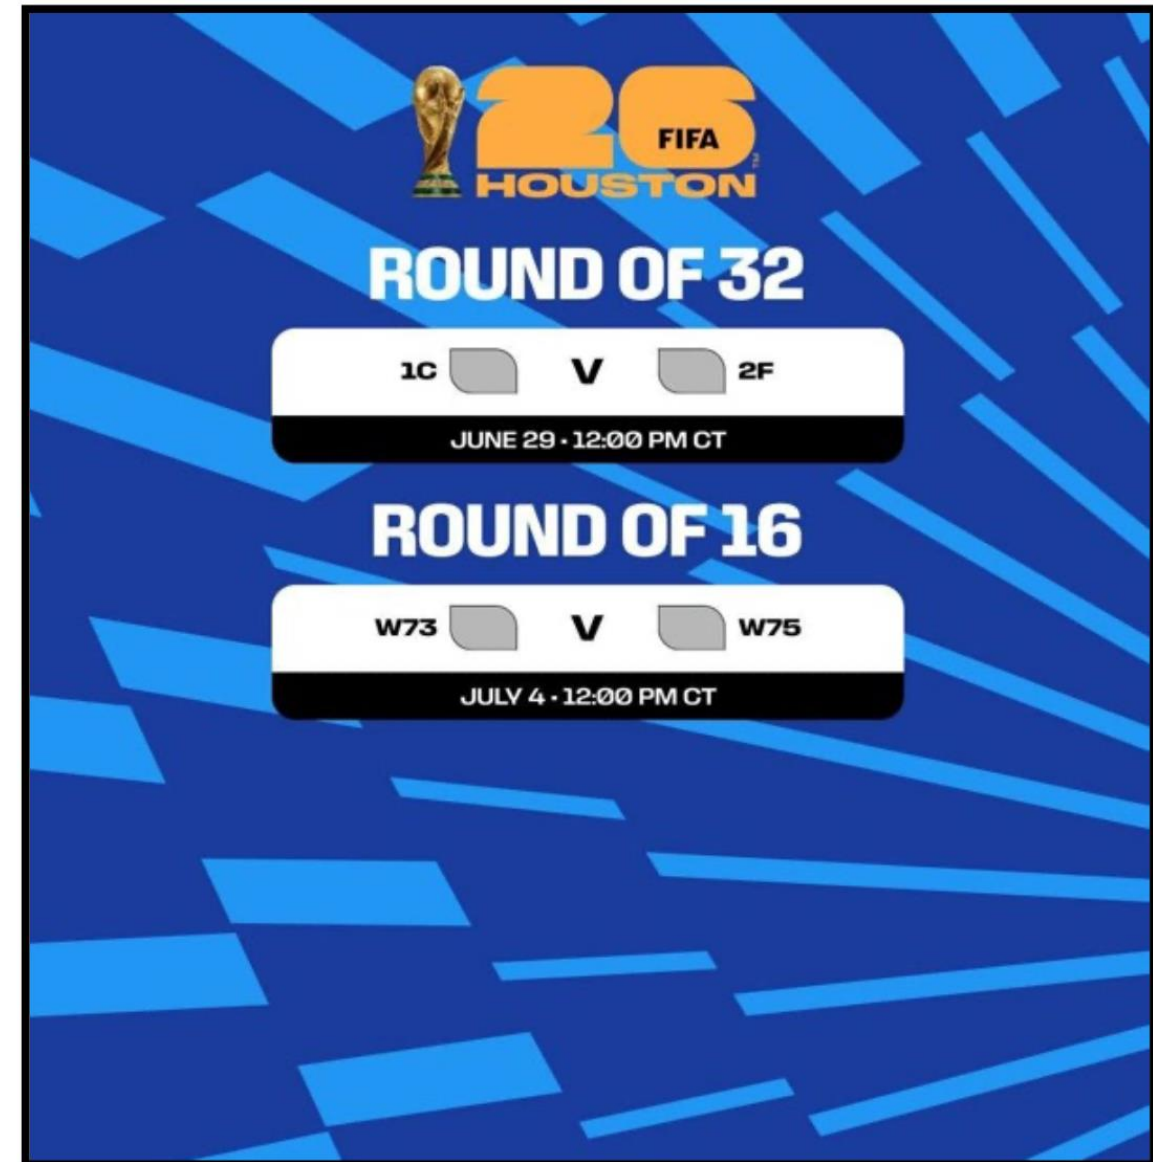 26
FIFA
HOUSTON
TM
ROUND OF 32
1C V 2F
JUNE 29 • 12:00 PM CT
ROUND OF 16
W73 V W75
JULY 4 • 12:00 PM CT